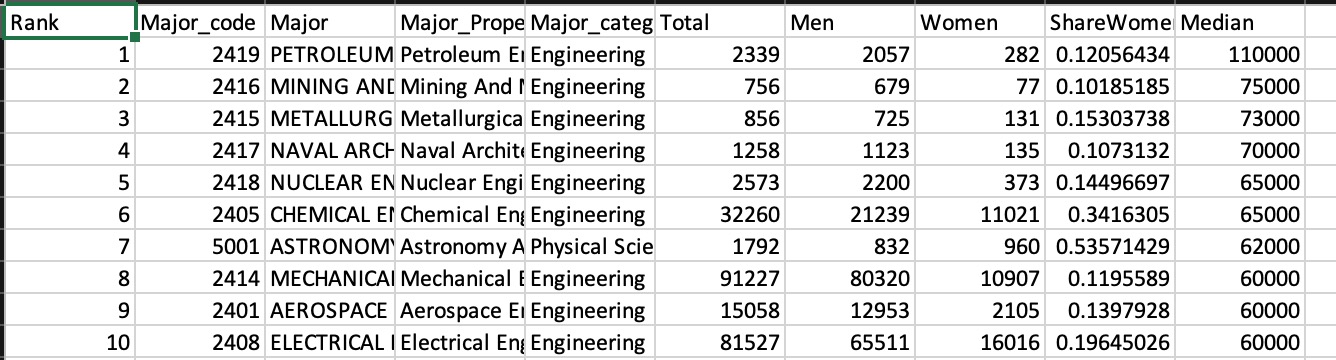 Rank Major_code Major Major_Prope Major_categ Total Men Women ShareWome Median
1 2419 PETROLEUM Petroleum E Engineering 2339 2057 282 0.12056434 110000
2 2416 MINING AND Mining And Engineering 756 679 77 0.10185185 75000
3 2415 METALLURG Metallurgica Engineering 856 725 131 0.15303738 73000
4 2417 NAVAL ARCH Naval Archite Engineering 1258 1123 135 0.1073132 70000
5 2418 NUCLEAR EN Nuclear Engi Engineering 2573 2200 373 0.14496697 65000
6 2405 CHEMICAL EN Chemical Eng Engineering 32260 21239 11021 0.3416305 65000
7 5001 ASTRONOMY Astronomy A Physical Scie 1792 832 960 0.53571429 62000
8 2414 MECHANICAL Mechanical E Engineering 91227 80320 10907 0.1195589 60000
9 2401 AEROSPACE Aerospace E Engineering 15058 12953 2105 0.1397928 60000
10 2408 ELECTRICAL Electrical Eng Engineering 81527 65511 16016 0.19645026 60000